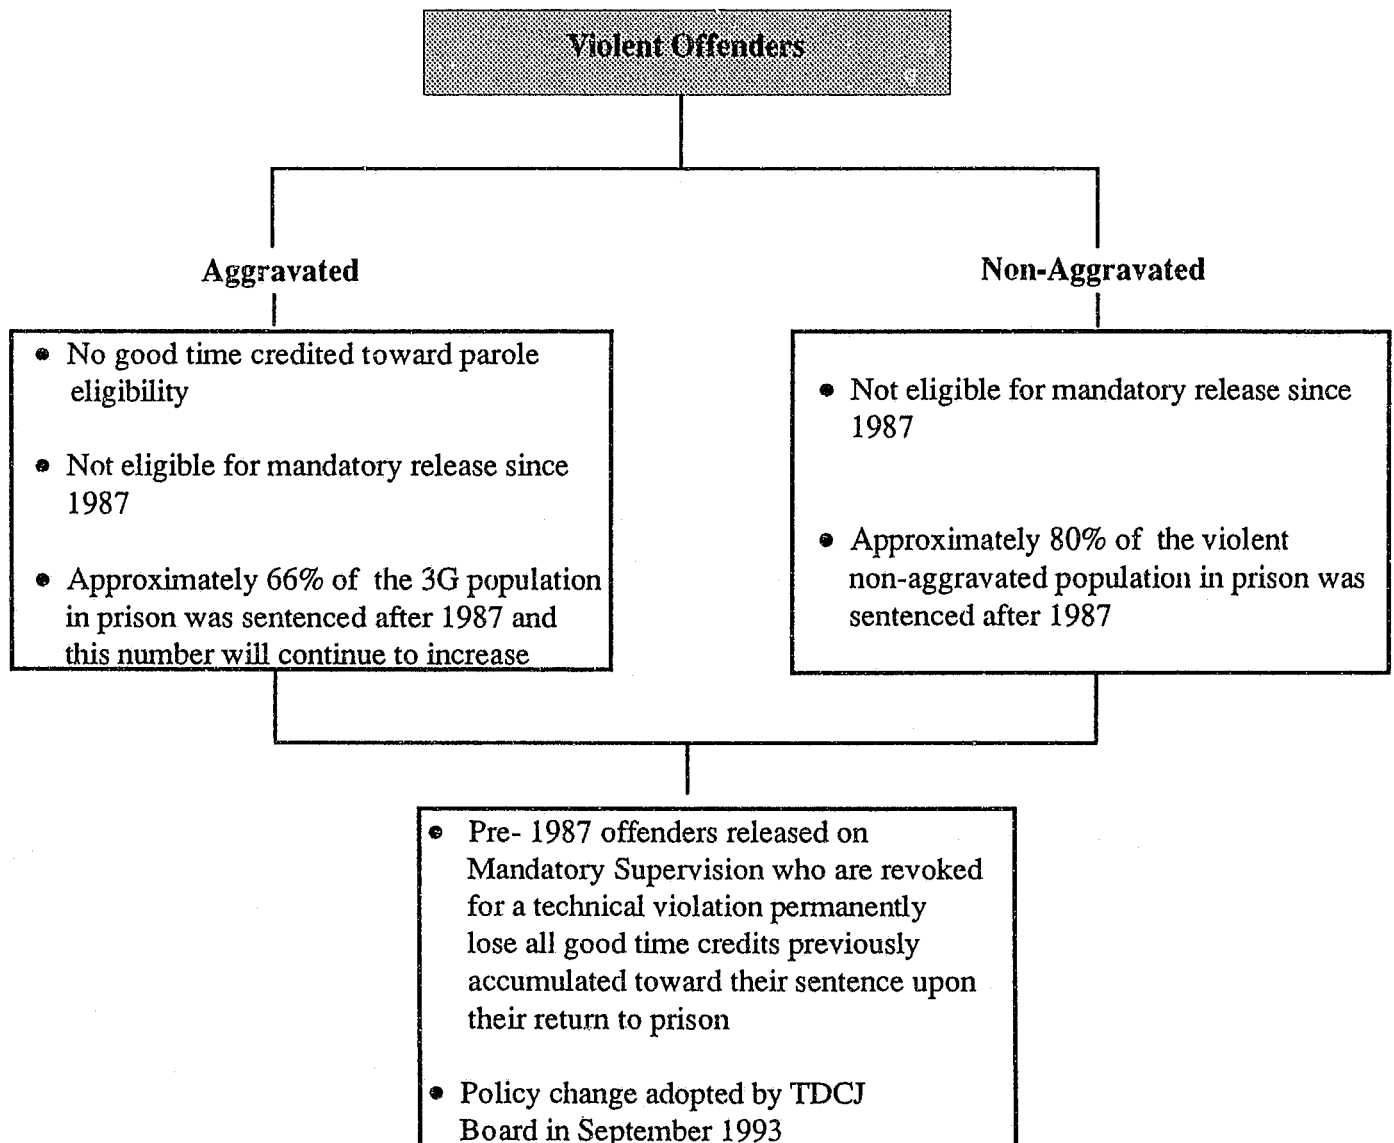 Violent Offenders
Aggravated
• No good time credited toward parole
eligibility
• Not eligible for mandatory release since
1987
• Approximately 66% of the 3G population
in prison was sentenced after 1987 and
this number will continue to increase
Non-Aggravated
• Not eligible for mandatory release since
1987
• Approximately 80% of the violent
non-aggravated population in prison was
sentenced after 1987
• Pre- 1987 offenders released on
Mandatory Supervision who are revoked
for a technical violation permanently
lose all good time credits previously
accumulated toward their sentence upon
their return to prison
• Policy change adopted by TDCJ
Board in September 1993